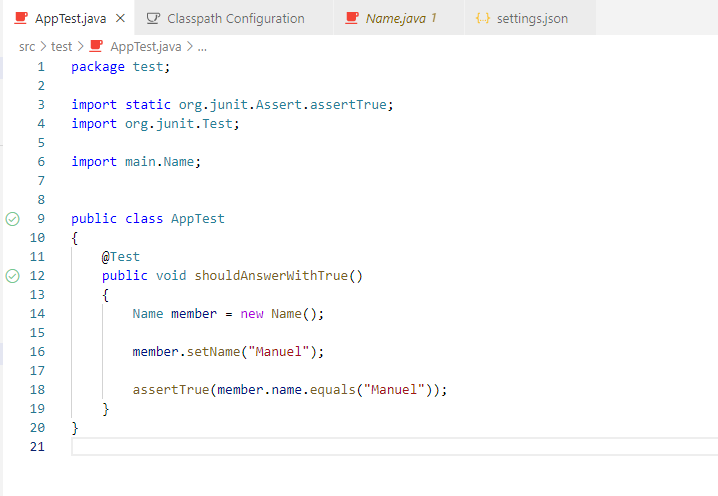 AppTest.java
Classpath Configuration
Name.java 1
settings.json
src > test > AppTest.java > ...
1 package test;
2
3 import static org.junit.Assert.assertTrue;
4 import org.junit.Test;
5
6 import main.Name;
7
8
9 public class AppTest
10 {
11 @Test
12 public void shouldAnswerWithTrue()
13 {
14 Name member = new Name();
15
16 member.setName("Manuel");
17
18 assertTrue(member.name.equals("Manuel"));
19 }
20 }
21